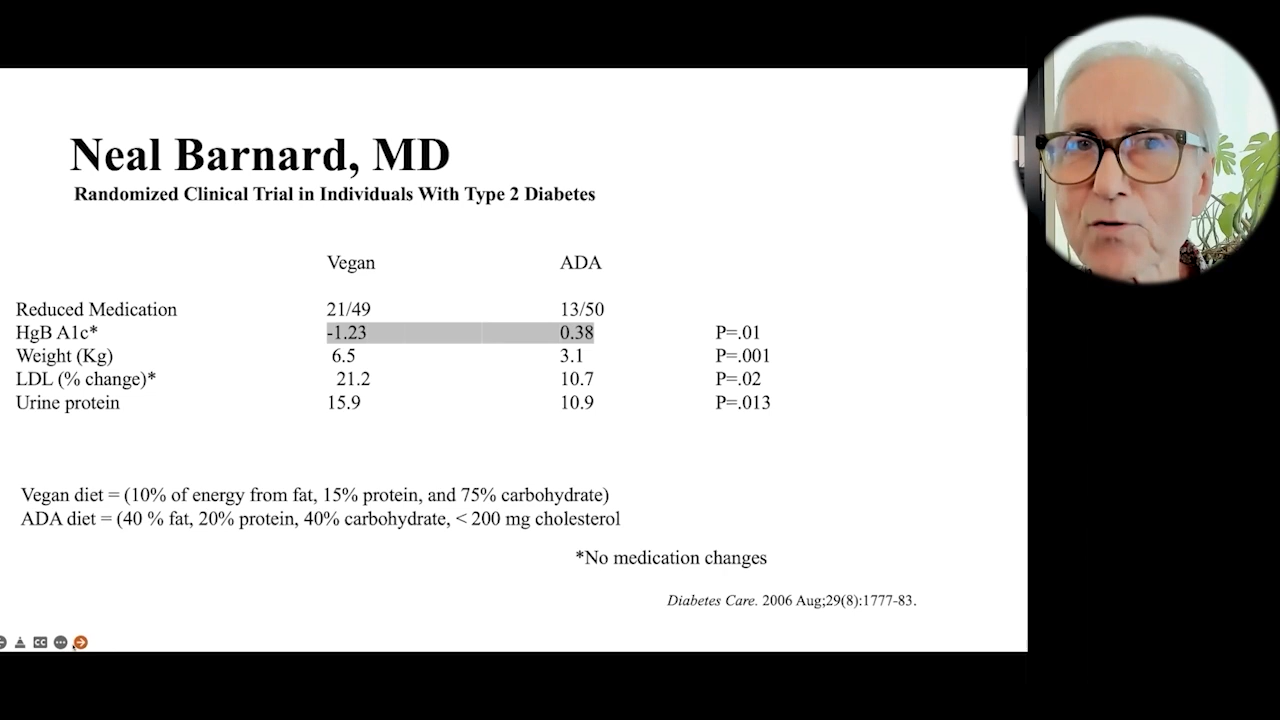 Neal Barnard, MD
Randomized Clinical Trial in Individuals With Type 2 Diabetes
Vegan ADA
Reduced Medication 21/49 13/50
HgB A1c* -1.23 0.38 P=.01
Weight (Kg) 6.5 3.1 P=.001
LDL (% change)* 21.2 10.7 P=.02
Urine protein 15.9 10.9 P=.013
Vegan diet = (10% of energy from fat, 15% protein, and 75% carbohydrate)
ADA diet = (40 % fat, 20% protein, 40% carbohydrate, < 200 mg cholesterol
*No medication changes
Diabetes Care. 2006 Aug;29(8):1777-83.
CC